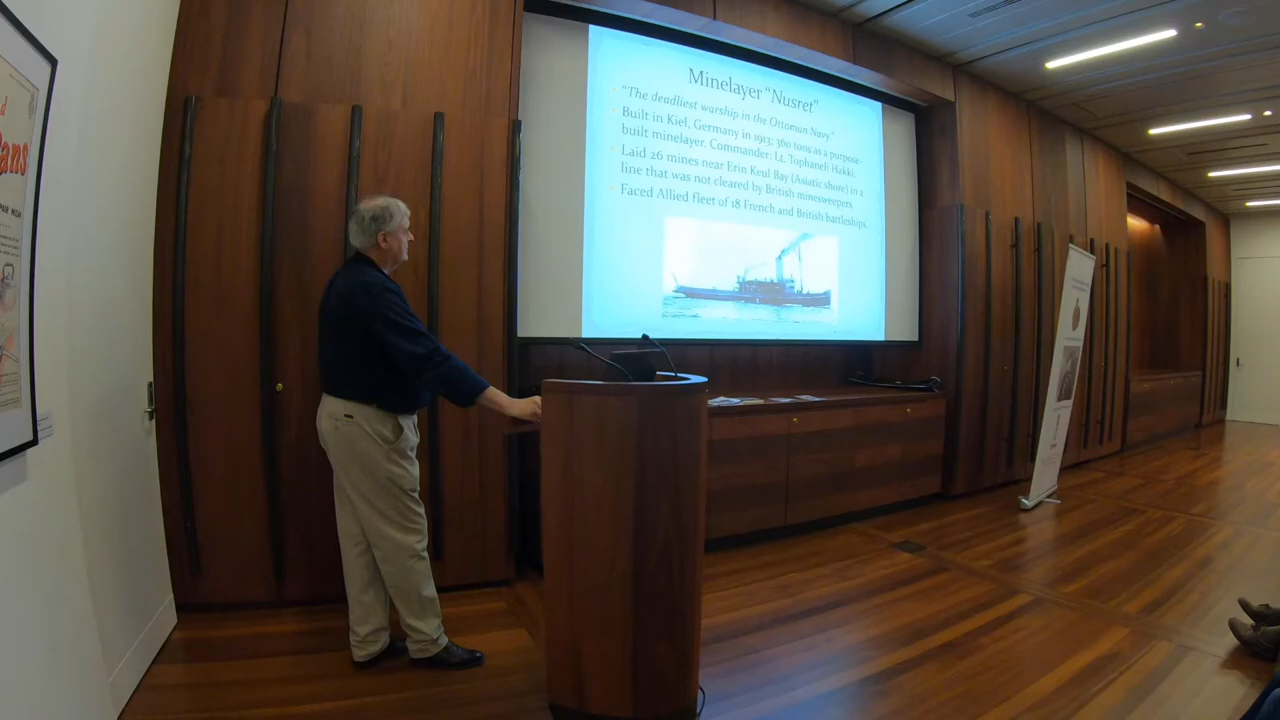 Minelayer "Nusret"
"The deadliest warship in the Ottoman Navy"
Built in Kiel, Germany in 1913; 360 tons as a purpose-
built minelayer. Commander: Lt. Tophaneli Hakki.
Laid 26 mines near Erin Keul Bay (Asiatic shore) in a
line that was not cleared by British minesweepers.
Faced Allied fleet of 18 French and British battleships.